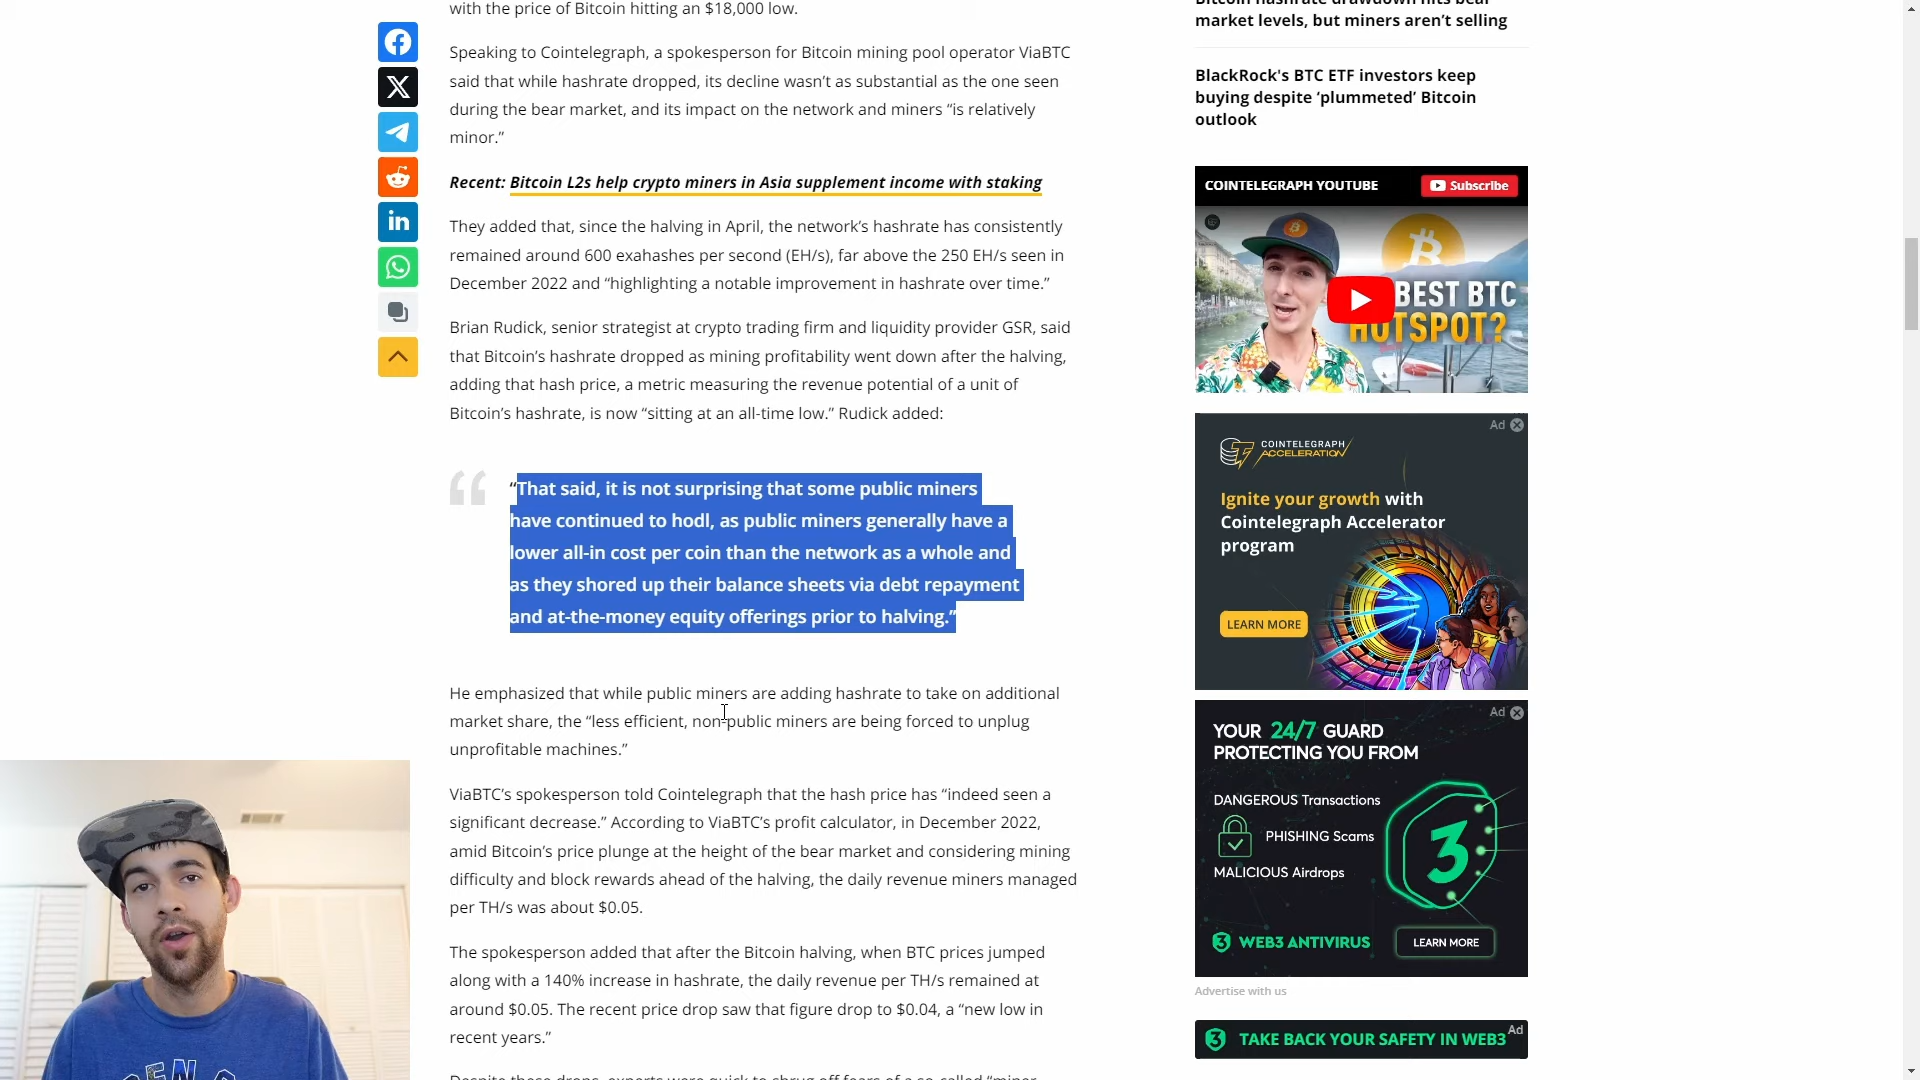 with the price of Bitcoin hitting an $18,000 low.
Speaking to Cointelegraph, a spokesperson for Bitcoin mining pool operator ViaBTC
said that while hashrate dropped, its decline wasn’t as substantial as the one seen
during the bear market, and its impact on the network and miners “is relatively
minor.”
Recent: Bitcoin L2s help crypto miners in Asia supplement income with staking
They added that, since the halving in April, the network’s hashrate has consistently
remained around 600 exahashes per second (EH/s), far above the 250 EH/s seen in
December 2022 and “highlighting a notable improvement in hashrate over time.”
Brian Rudick, senior strategist at crypto trading firm and liquidity provider GSR, said
that Bitcoin’s hashrate dropped as mining profitability went down after the halving,
adding that hash price, a metric measuring the revenue potential of a unit of
Bitcoin’s hashrate, is now “sitting at an all-time low.” Rudick added:
“That said, it is not surprising that some public miners
have continued to hodl, as public miners generally have a
lower all-in cost per coin than the network as a whole and
as they shored up their balance sheets via debt repayment
and at-the-money equity offerings prior to halving.”
He emphasized that while public miners are adding hashrate to take on additional
market share, the “less efficient, non-public miners are being forced to unplug
unprofitable machines.”
ViaBTC’s spokesperson told Cointelegraph that the hash price has “indeed seen a
significant decrease.” According to ViaBTC’s profit calculator, in December 2022,
amid Bitcoin’s price plunge at the height of the bear market and considering mining
difficulty and block rewards ahead of the halving, the daily revenue miners managed
per TH/s was about $0.05.
The spokesperson added that after the Bitcoin halving, when BTC prices jumped
along with a 140% increase in hashrate, the daily revenue per TH/s remained at
around $0.05. The recent price drop saw that figure drop to $0.04, a “new low in
recent years.”
Despite these drops, experts were quick to shrug off fears of a so-called “miner
Bitcoin hashrate drawdown hits bear
market levels, but miners aren’t selling
BlackRock's BTC ETF investors keep
buying despite ‘plummeted’ Bitcoin
outlook
COINTELEGRAPH YOUTUBE
Subscribe
BEST BTC
HOTSPOT?
Ad
COINTELEGRAPH
ACCELERATION
Ignite your growth with
Cointelegraph Accelerator
program
LEARN MORE
Ad
YOUR 24/7 GUARD
PROTECTING YOU FROM
DANGEROUS Transactions
PHISHING Scams
MALICIOUS Airdrops
3
WEB3 ANTIVIRUS
LEARN MORE
Advertise with us
TAKE BACK YOUR SAFETY IN WEB3
Ad